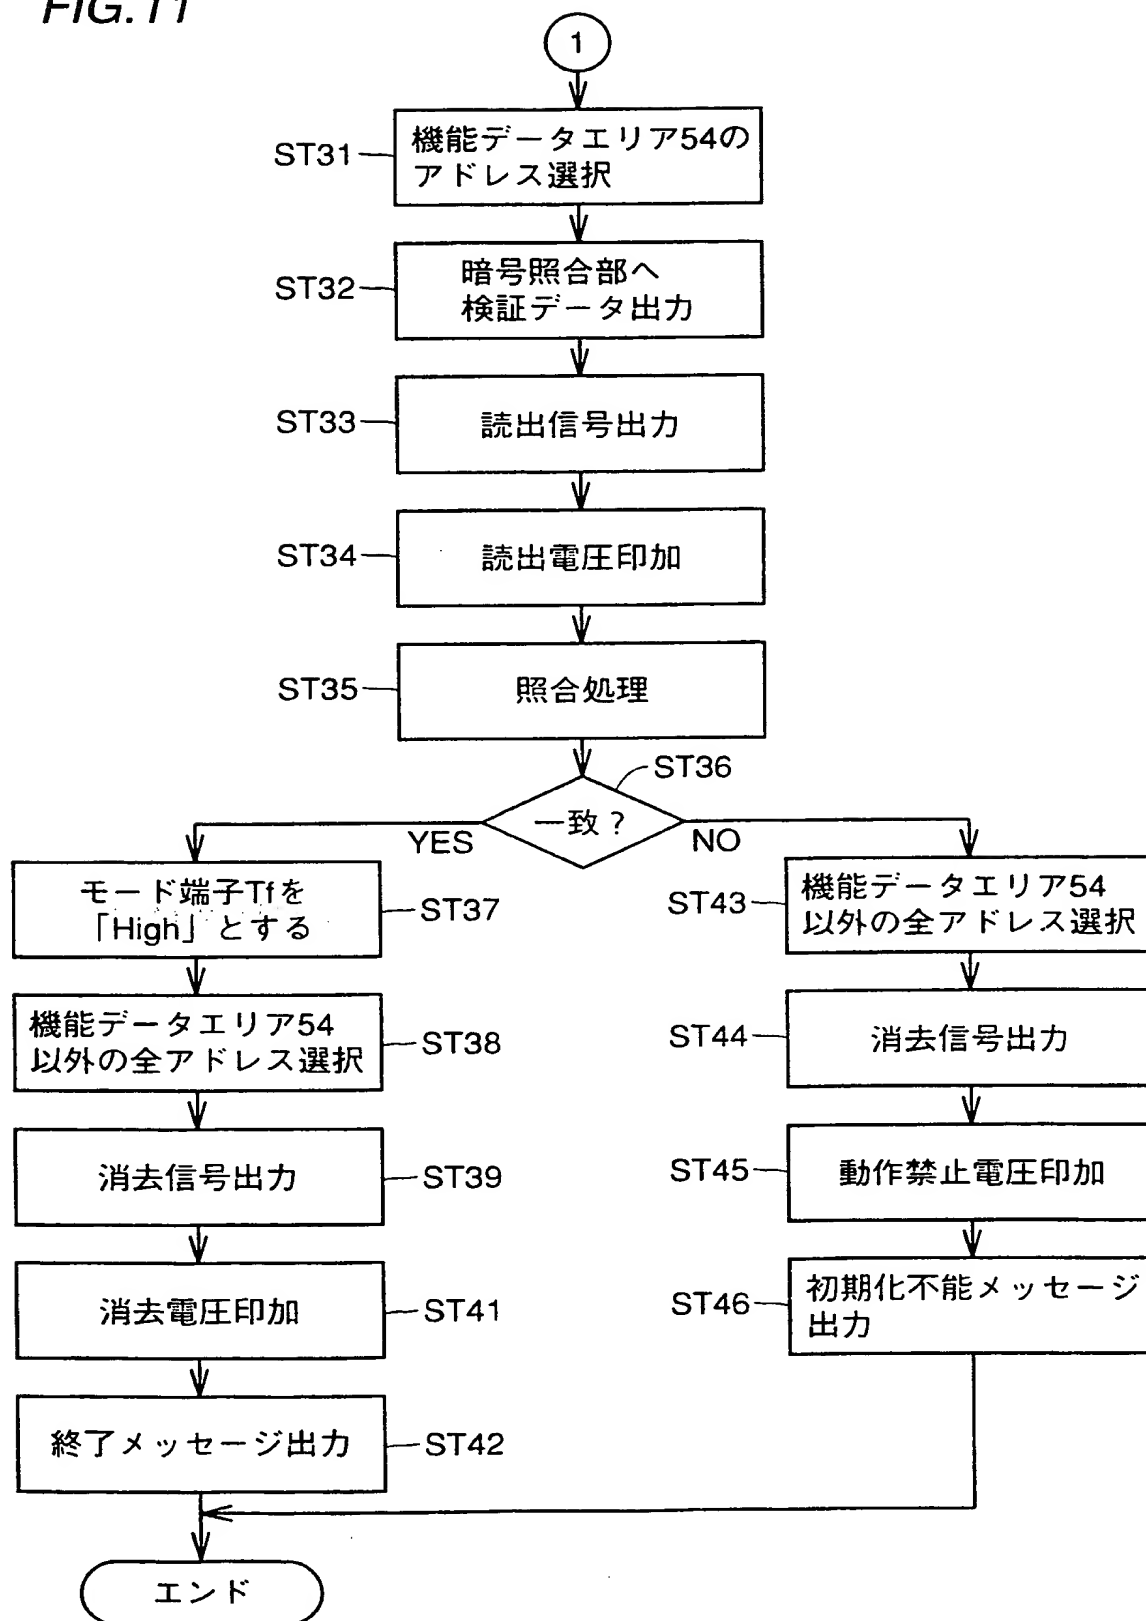 FIG.11
1
ST31
機能データエリア54の
アドレス選択
ST32
暗号照合部へ
検証データ出力
ST33
読出信号出力
ST34
読出電圧印加
ST35
照合処理
ST36
一致？
YES
NO
モード端子Tfを
「High」とする
ST37
機能データエリア54
以外の全アドレス選択
ST38
消去信号出力
ST39
消去電圧印加
ST41
終了メッセージ出力
ST42
ST43
機能データエリア54
以外の全アドレス選択
ST44
消去信号出力
ST45
動作禁止電圧印加
ST46
初期化不能メッセージ
出力
エンド